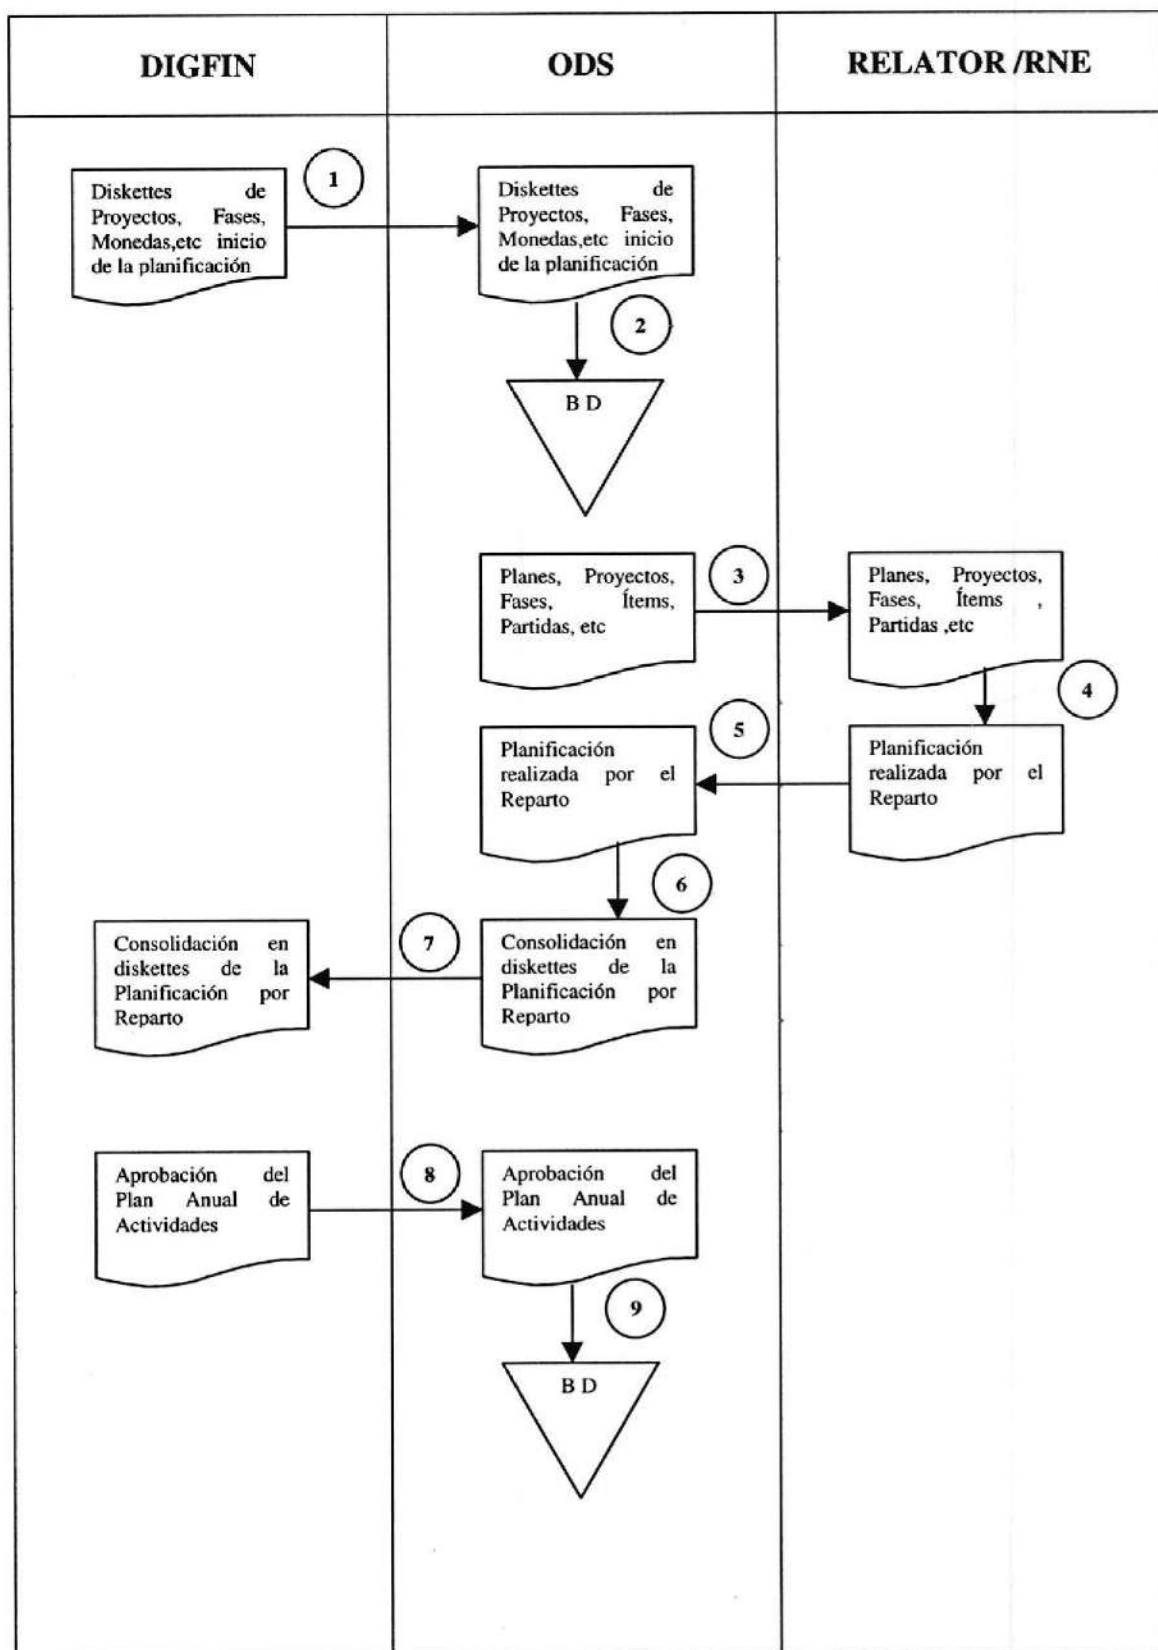 DIGFIN
ODS
RELATOR /RNE
Diskettes de
Proyectos, Fases,
Monedas,etc inicio
de la planificación
1
Diskettes de
Proyectos, Fases,
Monedas,etc inicio
de la planificación
2
B D
Planes, Proyectos,
Fases, Ítems,
Partidas, etc
3
Planes, Proyectos,
Fases, Ítems ,
Partidas ,etc
4
Planificación
realizada por el
Reparto
5
Planificación
realizada por el
Reparto
6
Consolidación en
diskettes de la
Planificación por
Reparto
7
Consolidación en
diskettes de la
Planificación por
Reparto
Aprobación del
Plan Anual de
Actividades
8
Aprobación del
Plan Anual de
Actividades
9
B D